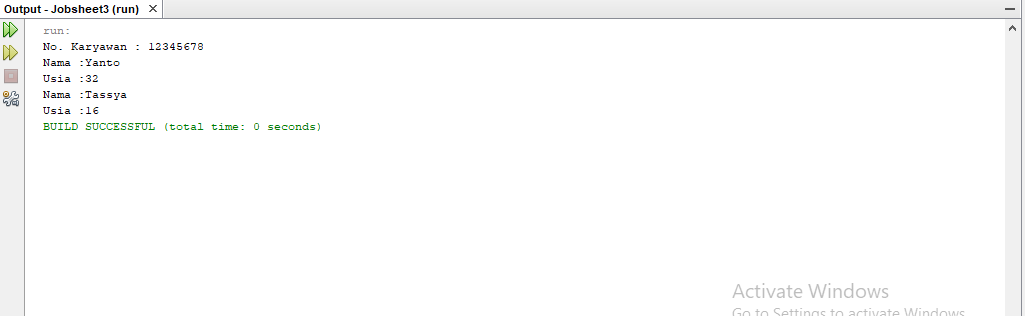 Output - Jobsheet3 (run)
run:
No. Karyawan : 12345678
Nama :Yanto
Usia :32
Nama :Tassya
Usia :16
BUILD SUCCESSFUL (total time: 0 seconds)
Activate Windows
Go to Settings to activate Windows.